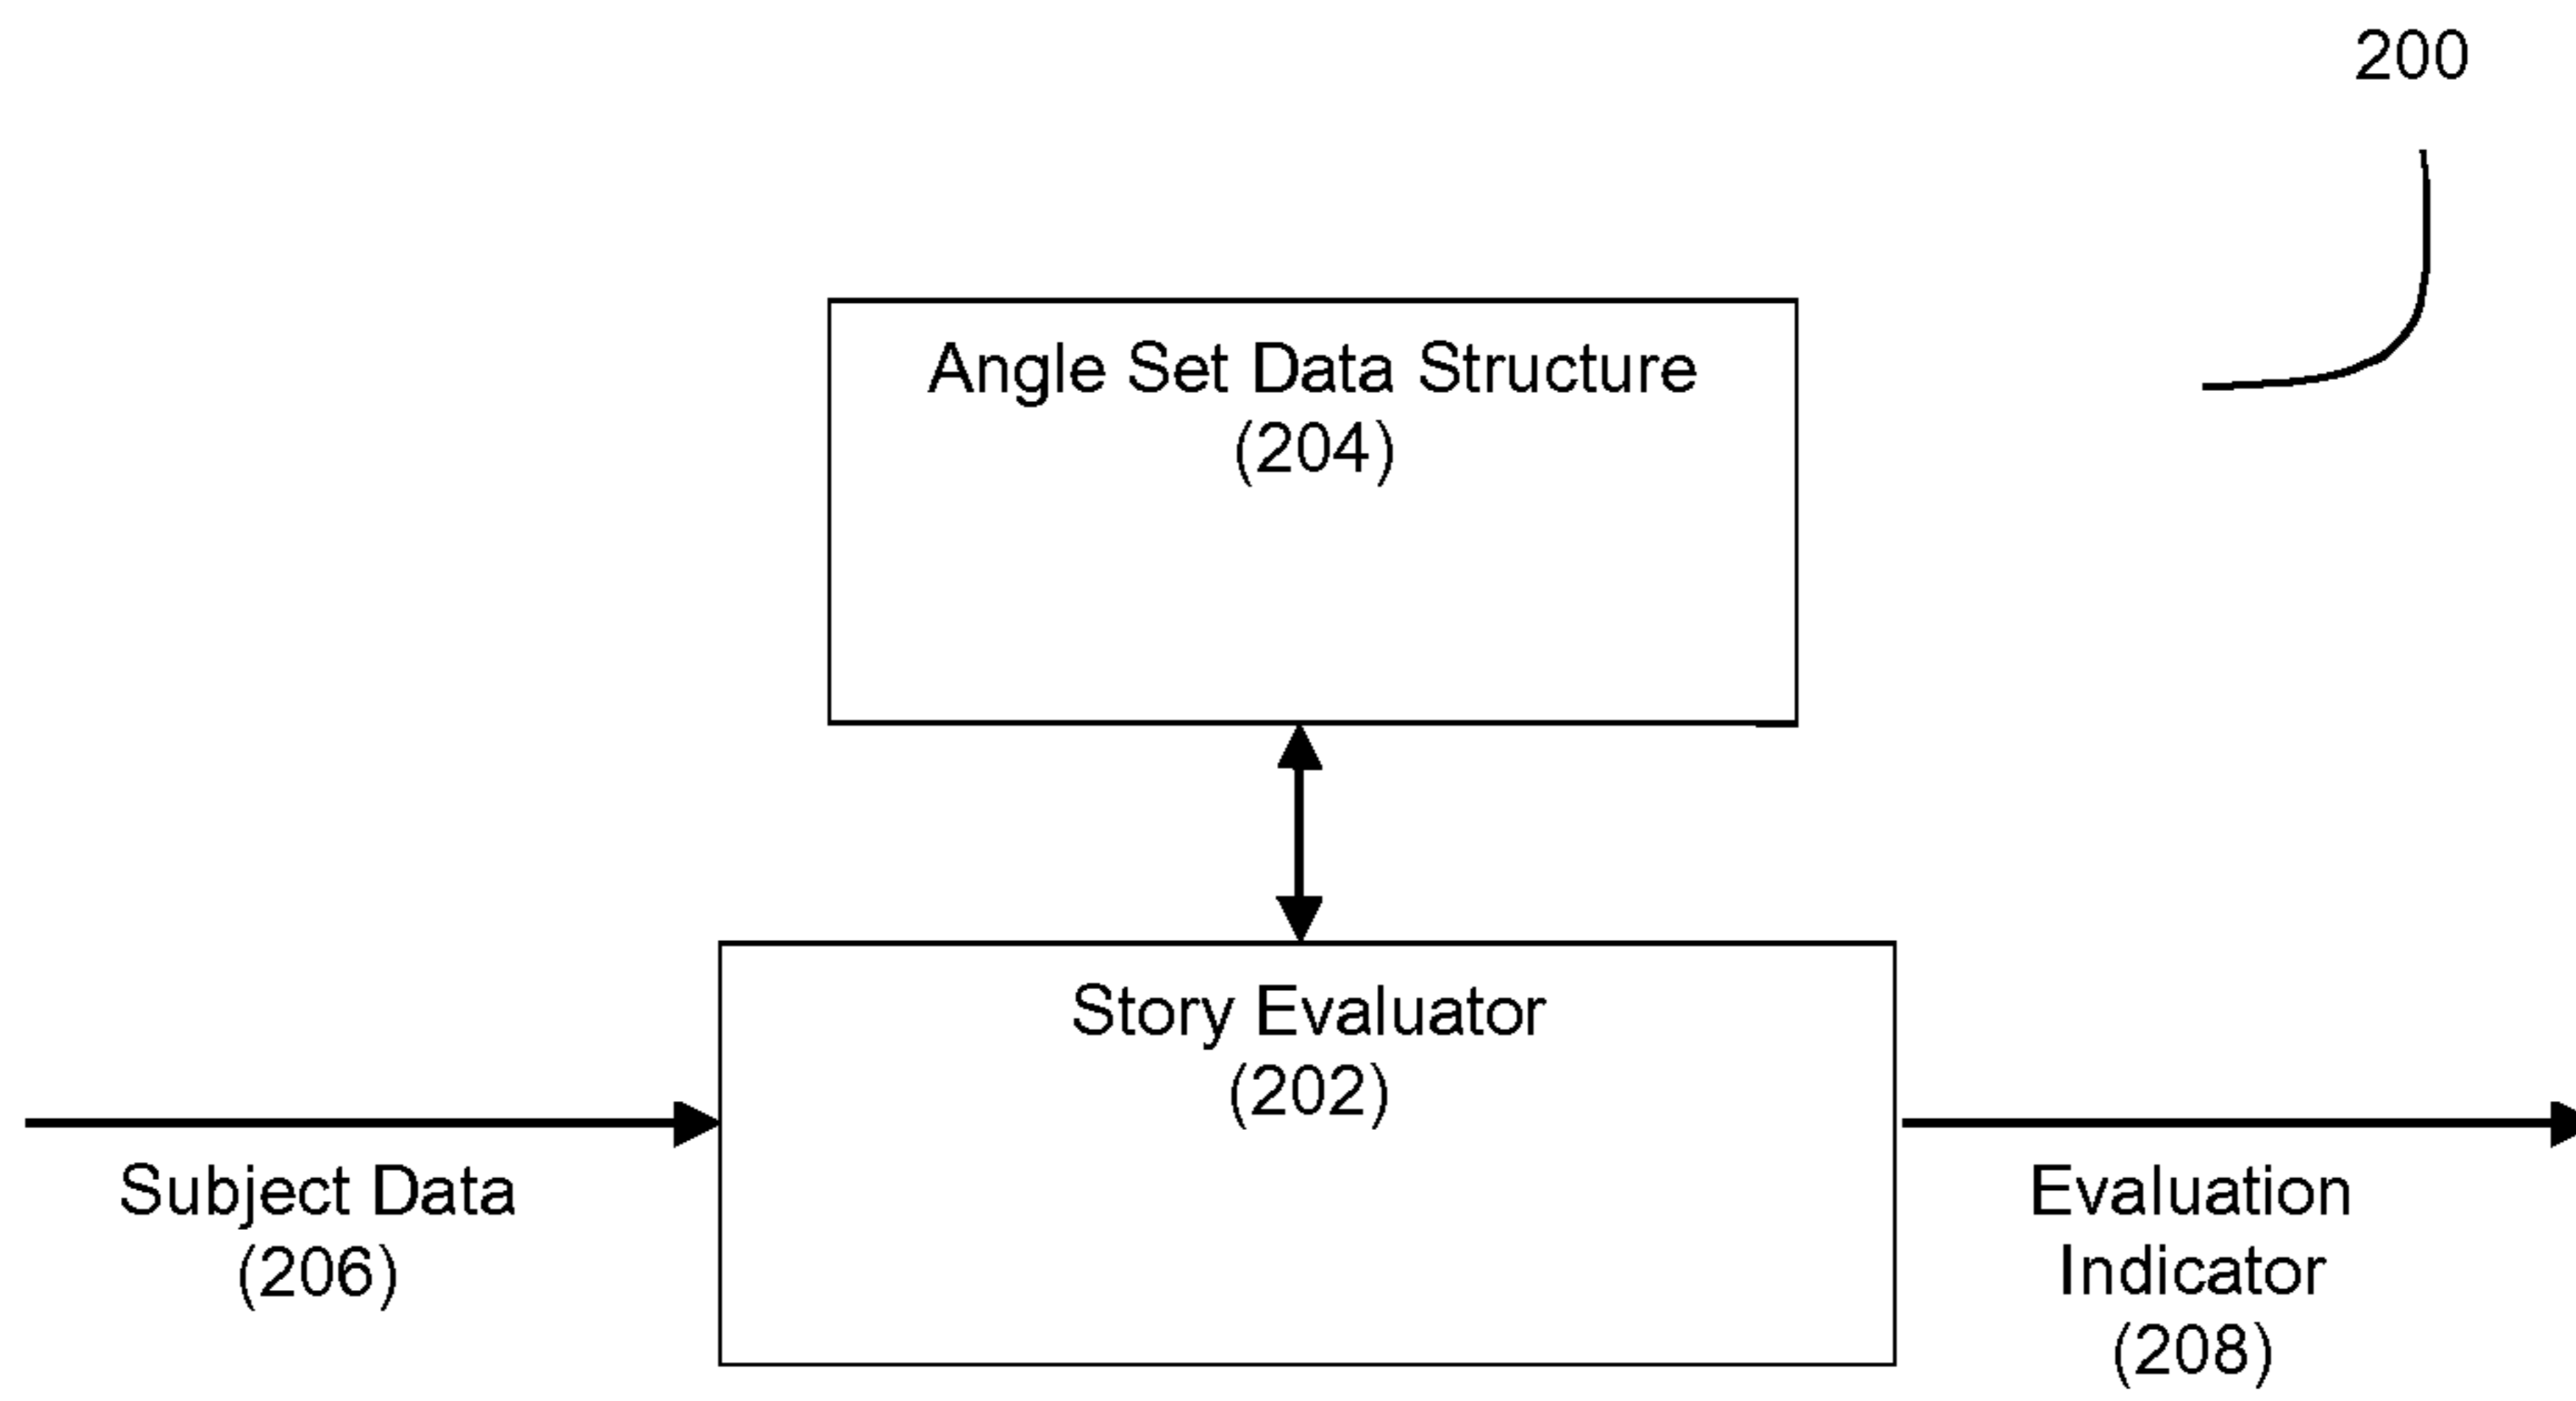 200
Angle Set Data Structure
(204)
Story Evaluator
(202)
Subject Data
(206)
Evaluation
Indicator
(208)